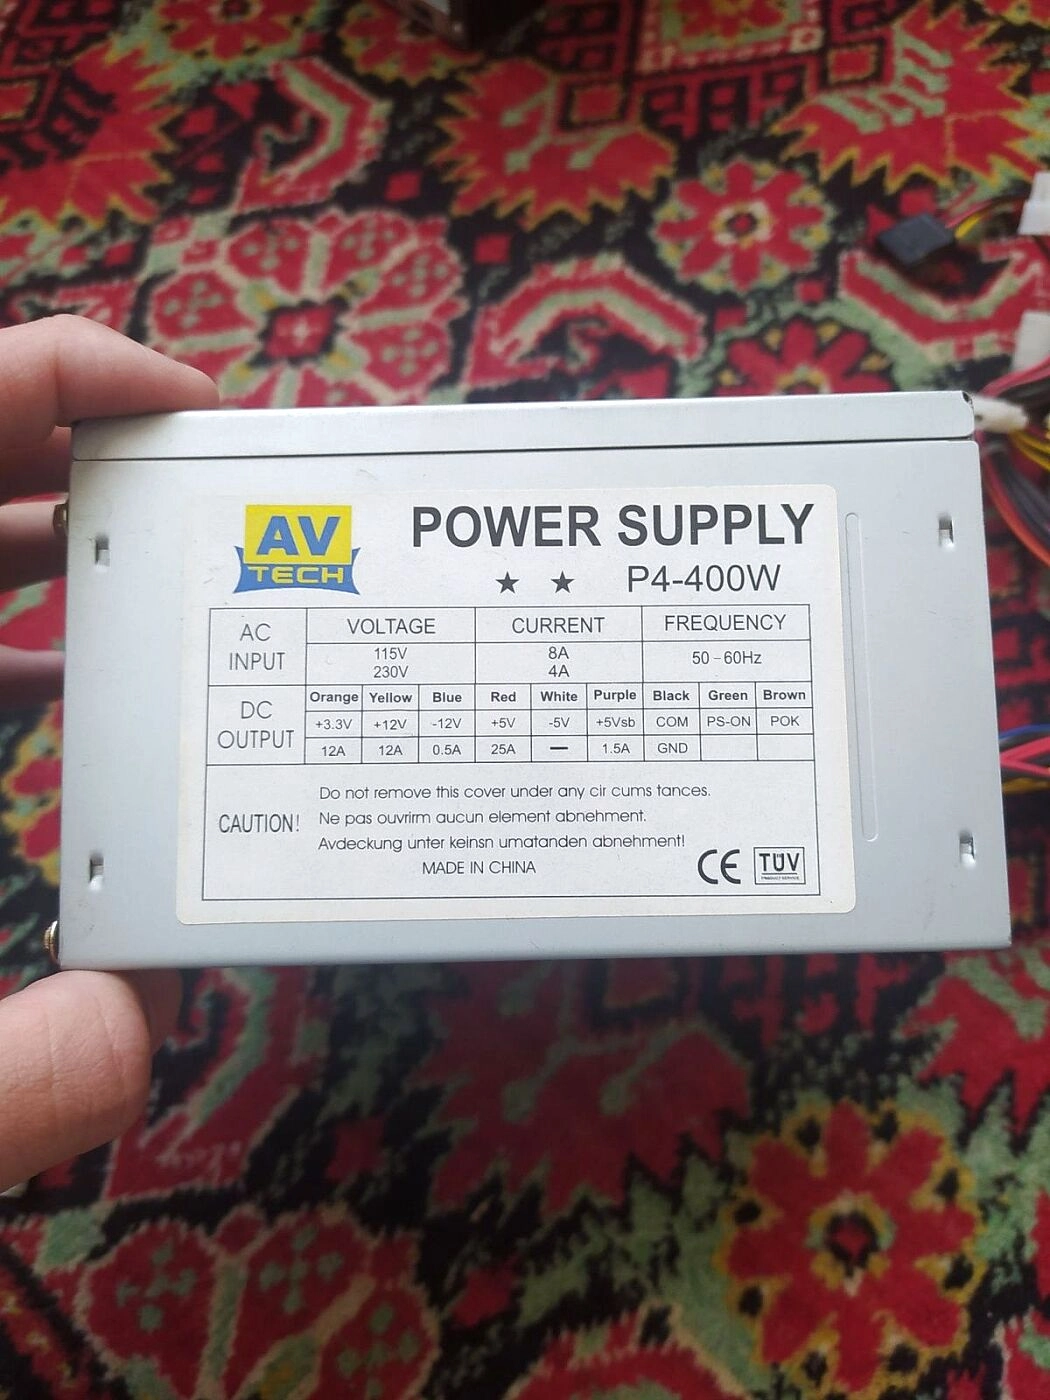 AV
TECH
POWER SUPPLY
★ ★ P4-400W
AC INPUT
VOLTAGE CURRENT FREQUENCY
115V 8A 50-60Hz
230V 4A
DC OUTPUT
Orange Yellow Blue Red White Purple Black Green Brown
+3.3V +12V -12V +5V -5V +5Vsb COM PS-ON POK
12A 12A 0.5A 25A — 1.5A GND
CAUTION!
Do not remove this cover under any cir cums tances.
Ne pas ouvrirm aucun element abnehment.
Avdeckung unter keinsn umatanden abnehment!
MADE IN CHINA
CE TÜV
PRODUCT SERVICE